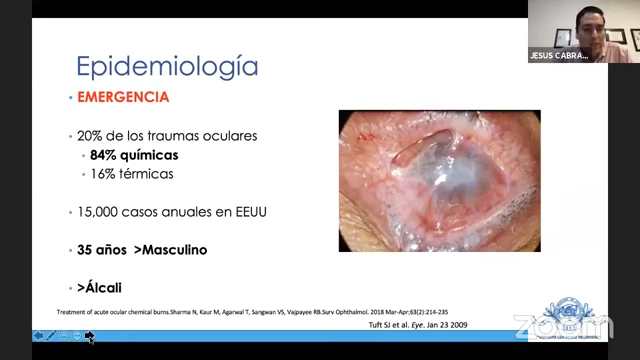 JESUS CABRA...
Epidemiología
EMERGENCIA
20% de los traumas oculares
84% químicas
16% térmicas
15,000 casos anuales en EEUU
35 años >Masculino
>Álcali
Treatment of acute ocular chemical burns.Sharma N, Kaur M, Agarwal T, Sangwan VS, Vajpayee RB.Surv Ophthalmol. 2018 Mar-Apr;63(2):214-235
Tuft SJ et al. Eye. Jan 23 2009
zoom